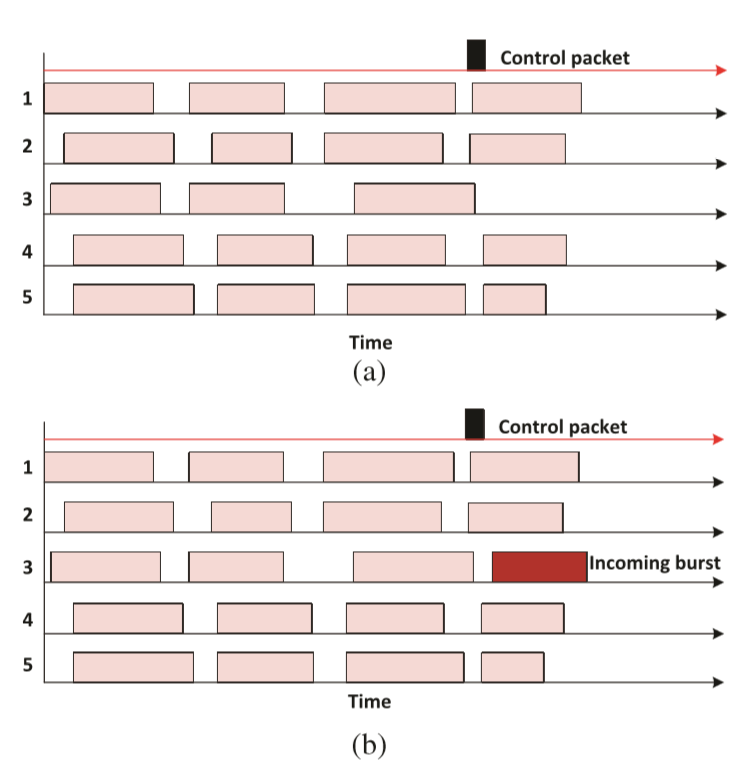 Control packet
1
2
3
4
5
Time
(a)
Control packet
1
2
3
Incoming burst
4
5
Time
(b)